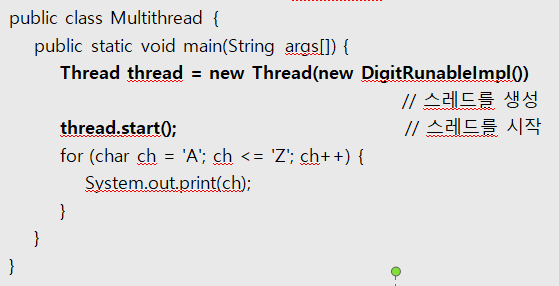 public class Multithread {
public static void main(String args[]) {
Thread thread = new Thread(new DigitRunableImpl())
// 스레드를 생성
thread.start(); // 스레드를 시작
for (char ch = 'A'; ch <= 'Z'; ch++) {
System.out.print(ch);
}
}
}